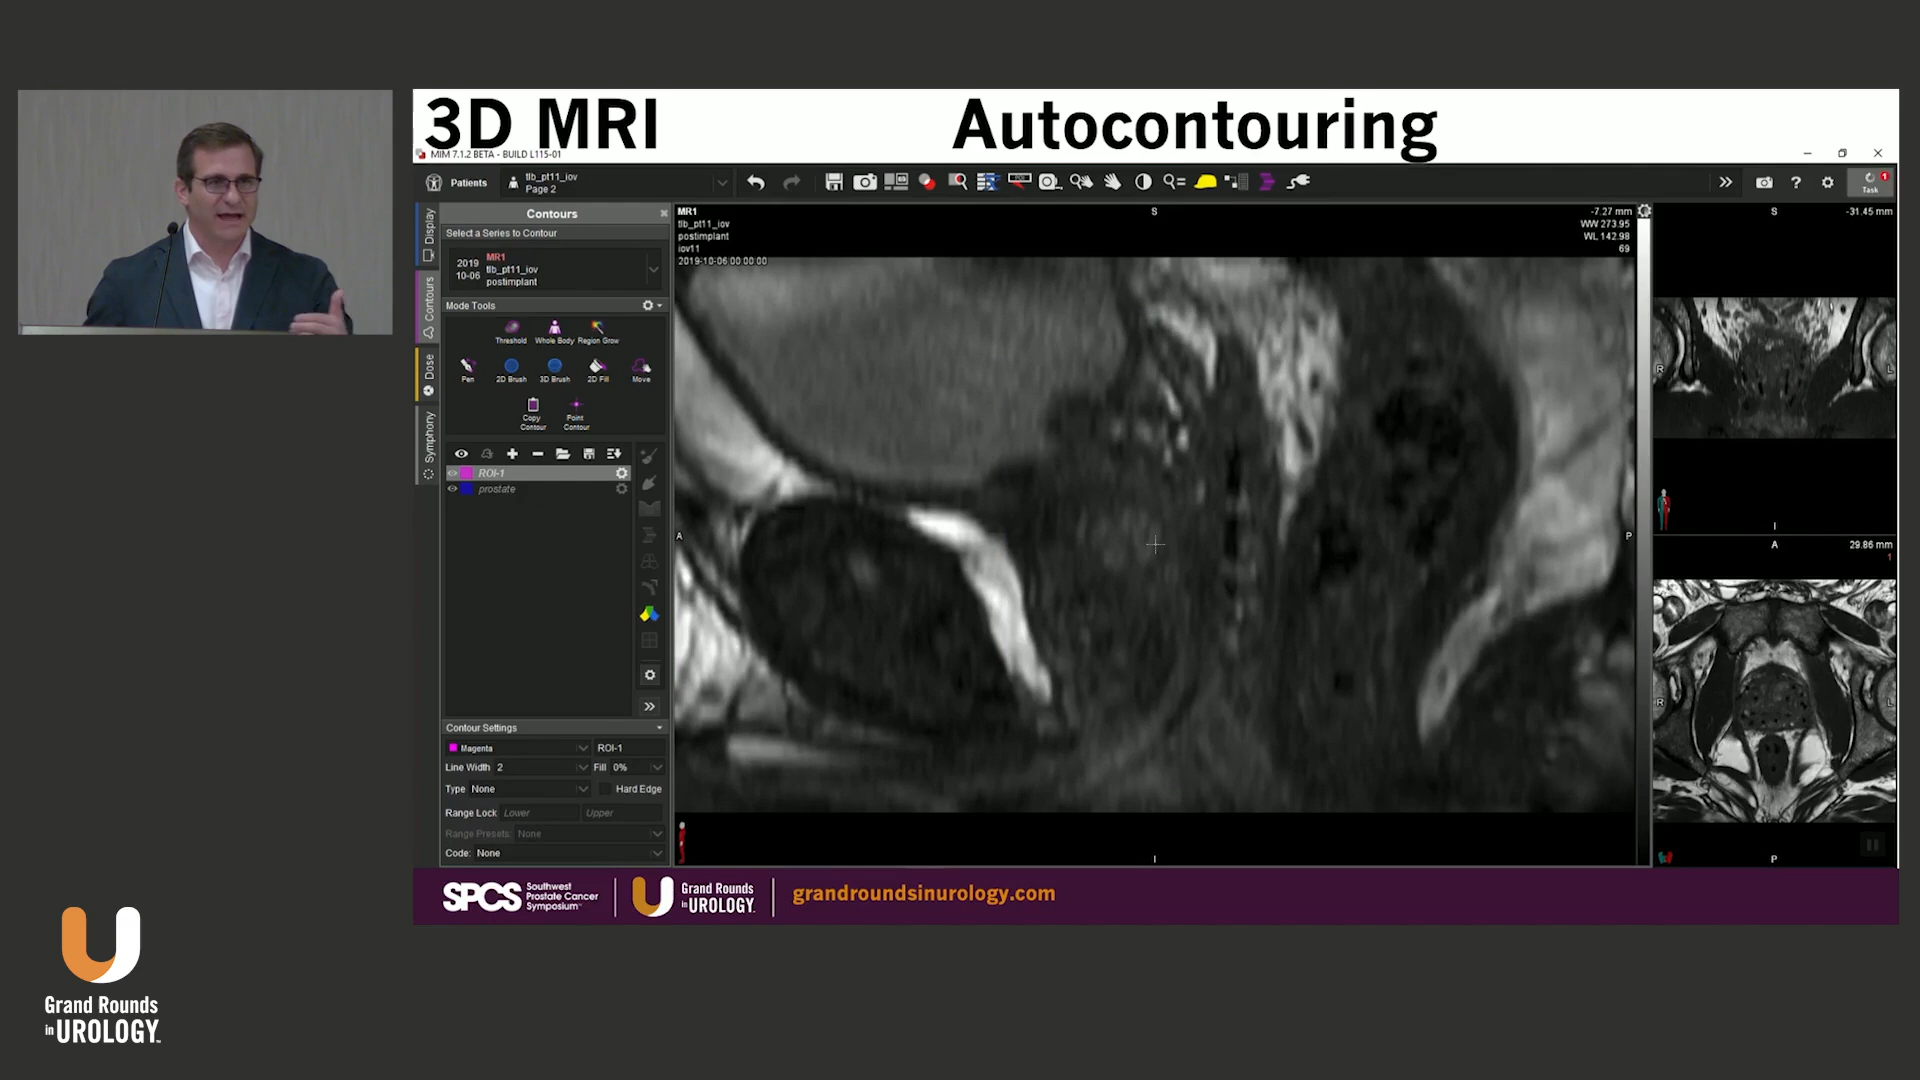 3D MRI
Autocontouring
MIM 7.1.2 BETA - BUILD L115-01
Patients
tlb_pt11_iov
Page 2
?
1
Task
Display
Contours
Dose
Symphony
Contours
Select a Series to Contour
2019
10-06
MR1
tlb_pt11_iov
postimplant
Mode Tools
Threshold
Whole Body
Region Grow
Pen
2D Brush
3D Brush
2D Fill
Move
Copy
Contour
Point
Contour
ROI-1
prostate
Contour Settings
Magenta
ROI-1
Line Width 2
Fill 0%
Type None
Hard Edge
Range Lock Lower Upper
Range Presets: None
Code: None
MR1
tlb_pt11_iov
postimplant
iov11
2019-10-06 00:00:00
S
-7.27 mm
WW 273.95
WL 142.98
69
A
P
I
S
-31.45 mm
R
L
I
A
29.86 mm
1
R
L
P
SPCS Southwest
Prostate Cancer
Symposium™
Grand Rounds
in UROLOGY.
grandroundsinurology.com
Grand Rounds
in UROLOGY™